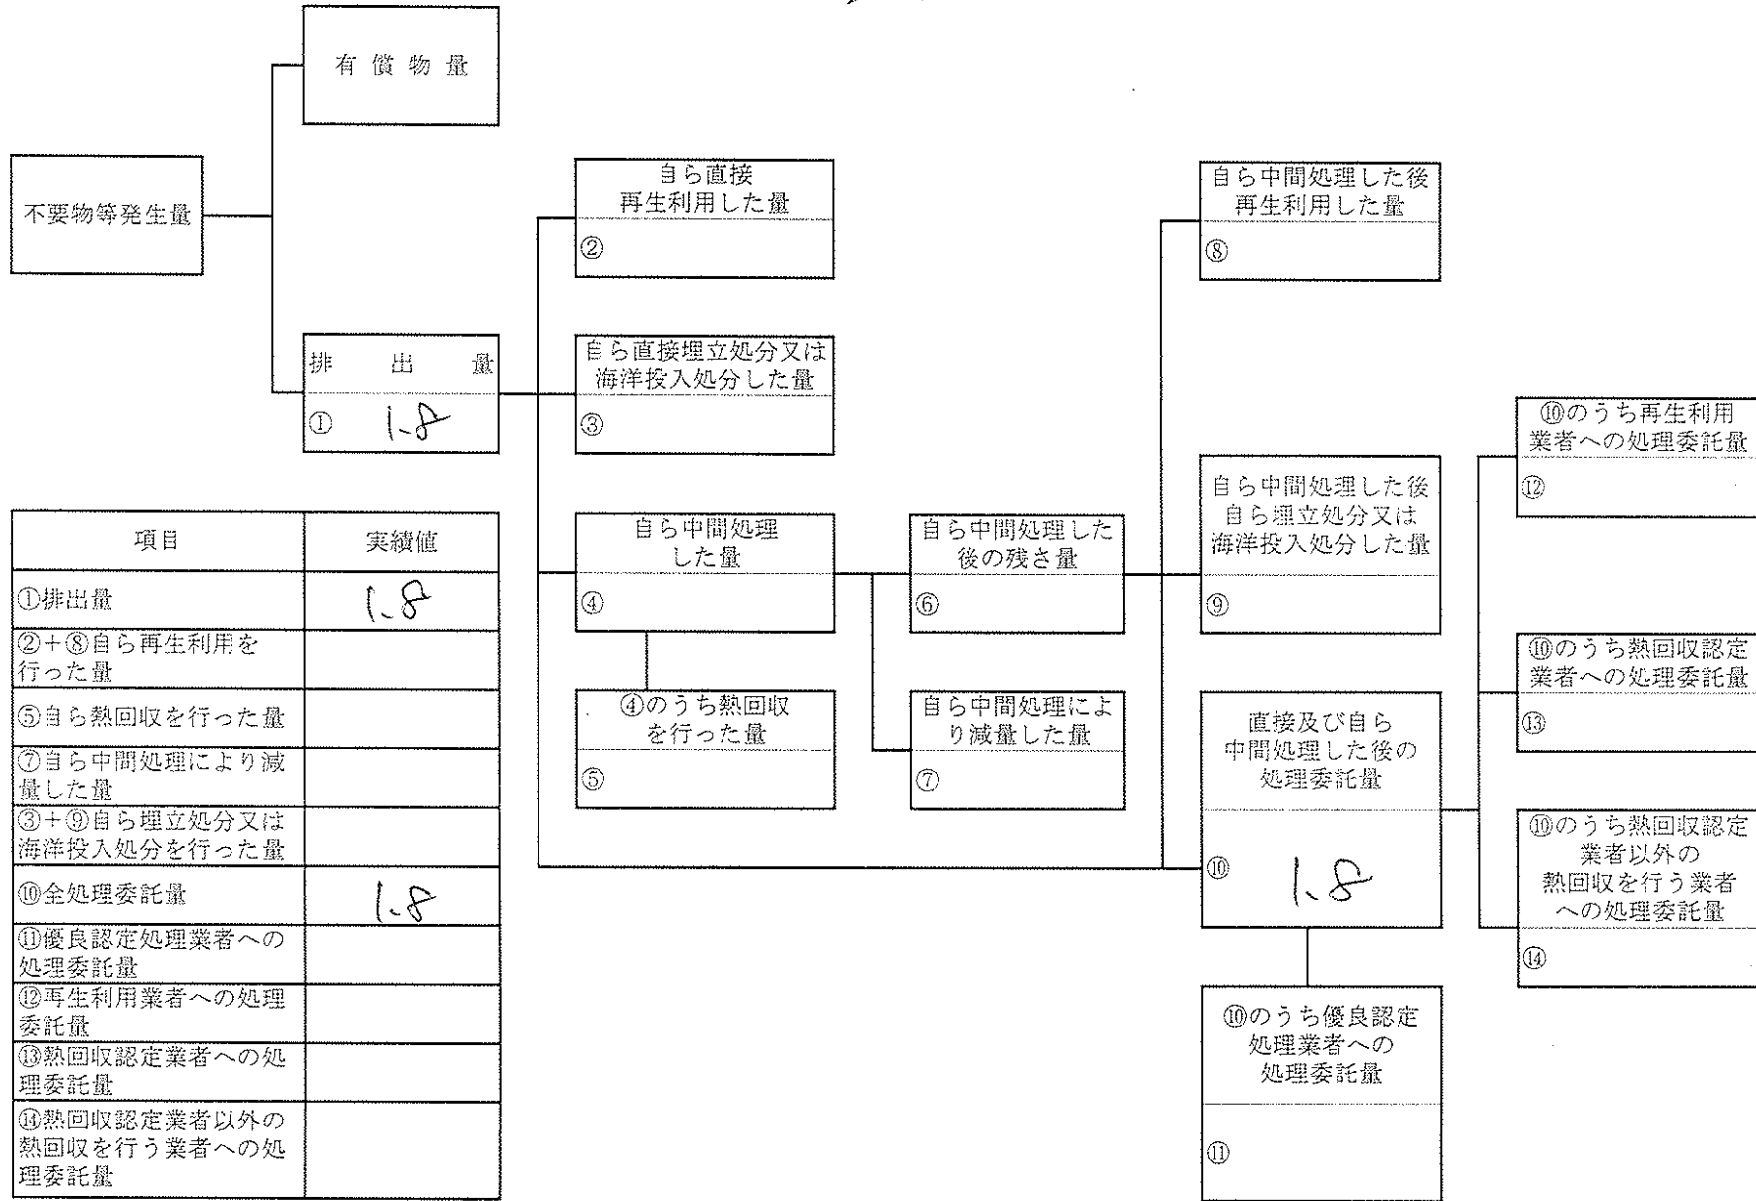 有償物量
不要物等発生量
排出量
① 1.8
自ら直接
再生利用した量
②
自ら直接埋立処分又は
海洋投入処分した量
③
自ら中間処理
した量
④
④のうち熱回収
を行った量
⑤
自ら中間処理した
後の残さ量
⑥
自ら中間処理によ
り減量した量
⑦
自ら中間処理した後
再生利用した量
⑧
自ら中間処理した後
自ら埋立処分又は
海洋投入処分した量
⑨
直接及び自ら
中間処理した後の
処理委託量
⑩ 1.8
⑩のうち優良認定
処理業者への
処理委託量
⑪
⑩のうち再生利用
業者への処理委託量
⑫
⑩のうち熱回収認定
業者への処理委託量
⑬
⑩のうち熱回収認定
業者以外の
熱回収を行う業者
への処理委託量
⑭
項目 実績値
①排出量 1.8
②+⑧自ら再生利用を
行った量
⑤自ら熱回収を行った量
⑦自ら中間処理により減
量した量
③+⑨自ら埋立処分又は
海洋投入処分を行った量
⑩全処理委託量 1.8
⑪優良認定処理業者への
処理委託量
⑫再生利用業者への処理
委託量
⑬熱回収認定業者への処
理委託量
⑭熱回収認定業者以外の
熱回収を行う業者への処
理委託量